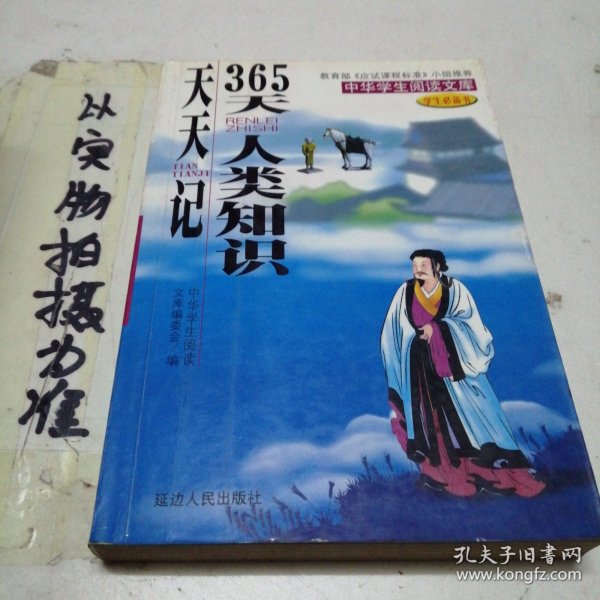 以实物拍摄为准
教育部《应试课程标准》小组推荐
中华学生阅读文库
学生必备书
365天人类知识
RENLEI
ZHISHI
天天记
TIAN
TIANJI
中华学生阅读
文库编委会/编
延边人民出版社
孔夫子旧书网
www.kongfz.com